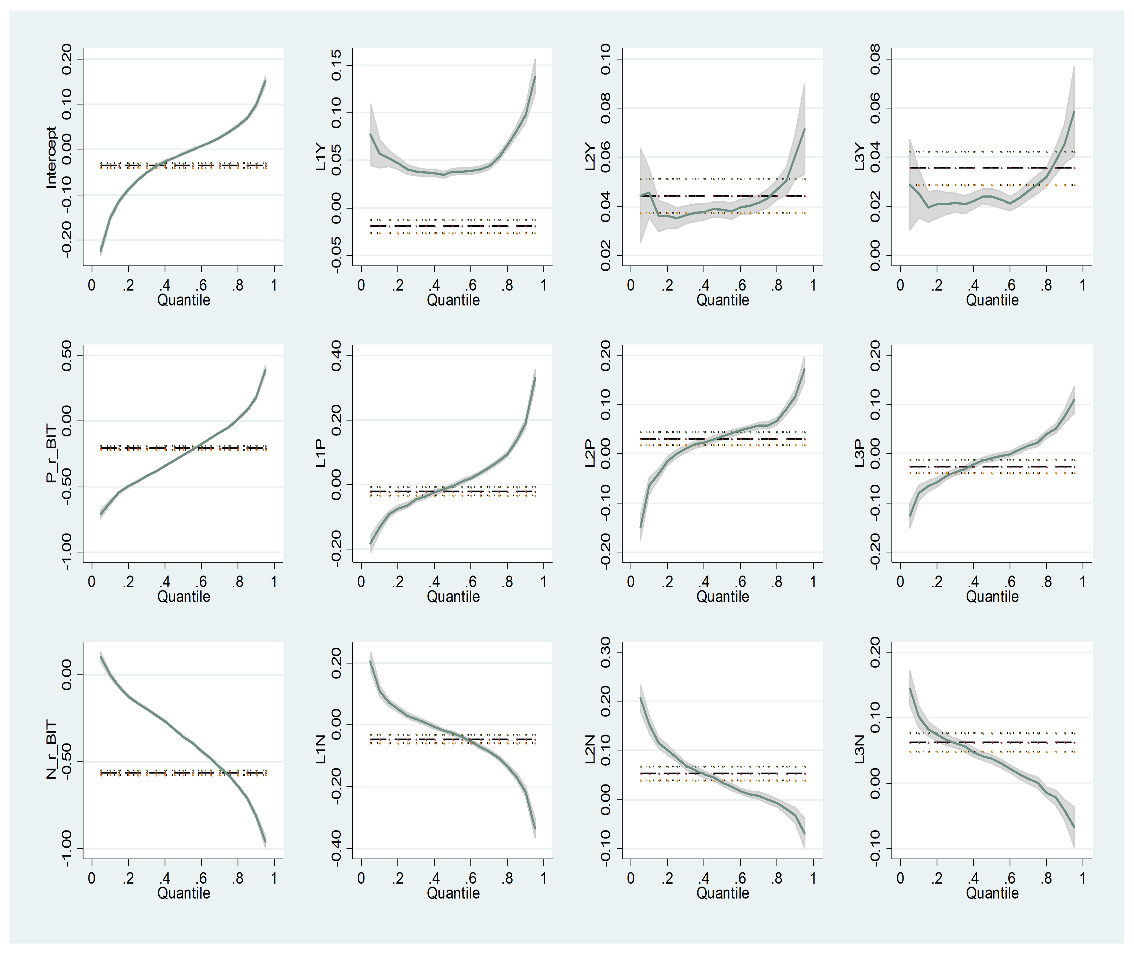 Intercept
0.20
0.10
0.00
-0.10
-0.20
0 .2 .4 .6 .8 1
Quantile
L1Y
0.15
0.10
0.05
0.00
-0.05
0 .2 .4 .6 .8 1
Quantile
L2Y
0.10
0.08
0.06
0.04
0.02
0 .2 .4 .6 .8 1
Quantile
L3Y
0.08
0.06
0.04
0.02
0.00
0 .2 .4 .6 .8 1
Quantile
P_r_BIT
0.50
0.00
-0.50
-1.00
0 .2 .4 .6 .8 1
Quantile
L1P
0.40
0.20
0.00
-0.20
0 .2 .4 .6 .8 1
Quantile
L2P
0.20
0.10
0.00
-0.10
-0.20
0 .2 .4 .6 .8 1
Quantile
L3P
0.20
0.10
0.00
-0.10
-0.20
0 .2 .4 .6 .8 1
Quantile
N_r_BIT
0.00
-0.50
-1.00
0 .2 .4 .6 .8 1
Quantile
L1N
0.20
0.00
-0.20
-0.40
0 .2 .4 .6 .8 1
Quantile
L2N
0.30
0.20
0.10
0.00
-0.10
0 .2 .4 .6 .8 1
Quantile
L3N
0.20
0.10
0.00
-0.10
0 .2 .4 .6 .8 1
Quantile